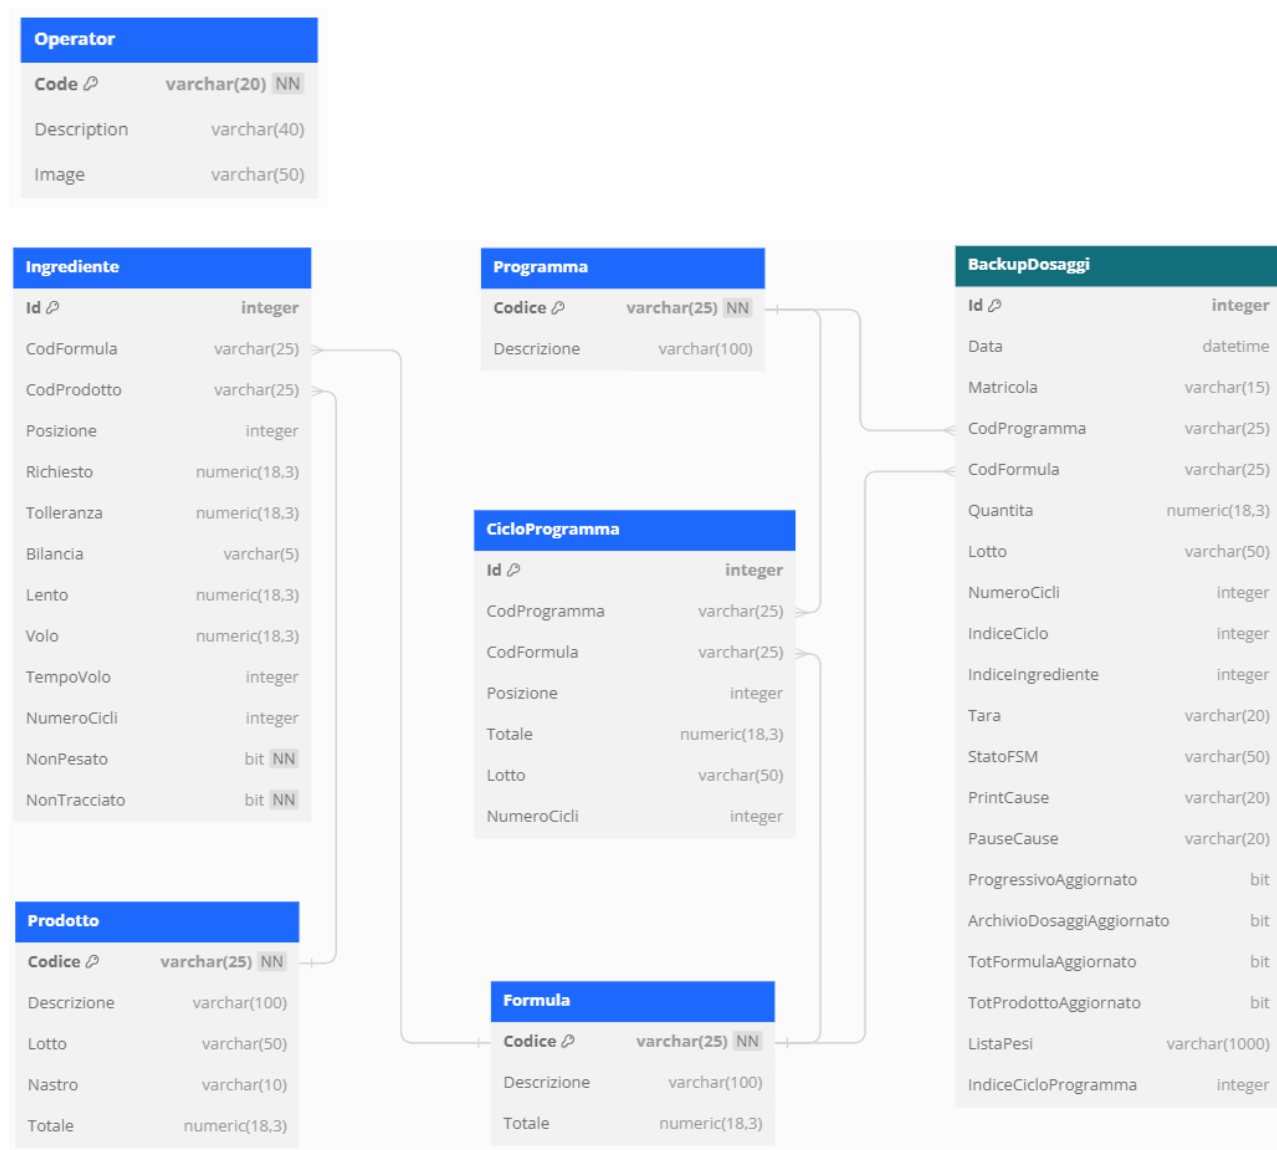 Operator
Code varchar(20) NN
Description varchar(40)
Image varchar(50)
Ingrediente
Id integer
CodFormula varchar(25)
CodProdotto varchar(25)
Posizione integer
Richiesto numeric(18,3)
Tolleranza numeric(18,3)
Bilancia varchar(5)
Lento numeric(18,3)
Volo numeric(18,3)
TempoVolo integer
NumeroCicli integer
NonPesato bit NN
NonTracciato bit NN
Prodotto
Codice varchar(25) NN
Descrizione varchar(100)
Lotto varchar(50)
Nastro varchar(10)
Totale numeric(18,3)
Programma
Codice varchar(25) NN
Descrizione varchar(100)
CicloProgramma
Id integer
CodProgramma varchar(25)
CodFormula varchar(25)
Posizione integer
Totale numeric(18,3)
Lotto varchar(50)
NumeroCicli integer
Formula
Codice varchar(25) NN
Descrizione varchar(100)
Totale numeric(18,3)
BackupDosaggi
Id integer
Data datetime
Matricola varchar(15)
CodProgramma varchar(25)
CodFormula varchar(25)
Quantita numeric(18,3)
Lotto varchar(50)
NumeroCicli integer
IndiceCiclo integer
IndiceIngrediente integer
Tara varchar(20)
StatoFSM varchar(50)
PrintCause varchar(20)
PauseCause varchar(20)
ProgressivoAggiornato bit
ArchivioDosaggiAggiornato bit
TotFormulaAggiornato bit
TotProdottoAggiornato bit
ListaPesi varchar(1000)
IndiceCicloProgramma integer